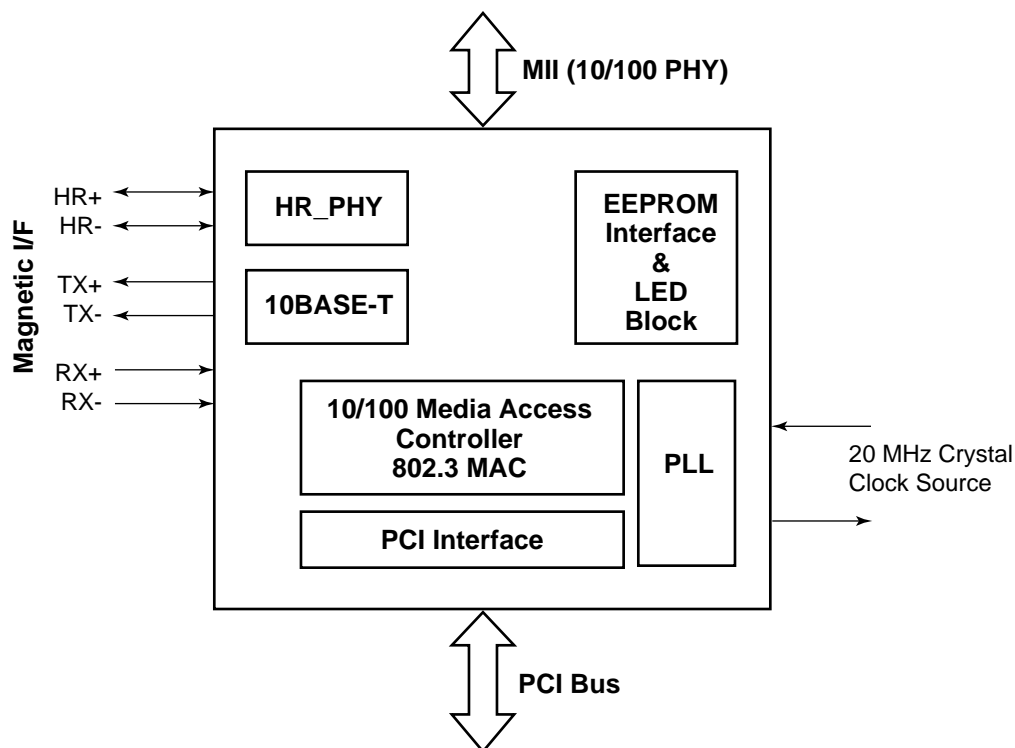 MII (10/100 PHY)
Magnetic I/F
HR+
HR-
TX+
TX-
RX+
RX-
HR_PHY
10BASE-T
EEPROM
Interface
&
LED
Block
10/100 Media Access
Controller
802.3 MAC
PCI Interface
PLL
20 MHz Crystal
Clock Source
PCI Bus